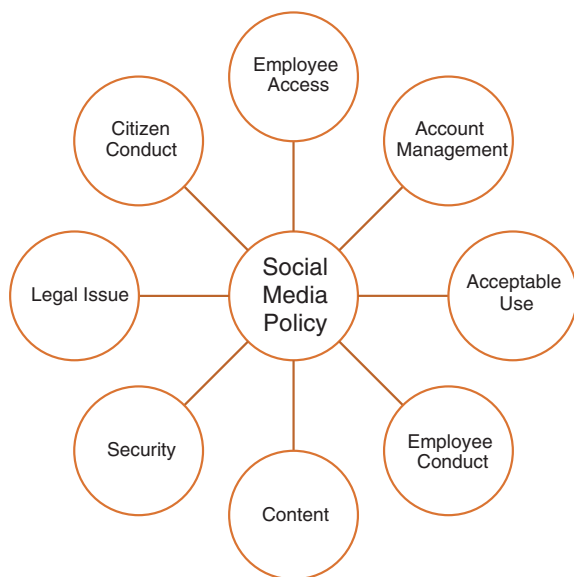 Employee
Access
Account
Management
Acceptable
Use
Employee
Conduct
Content
Security
Legal Issue
Citizen
Conduct
Social
Media
Policy